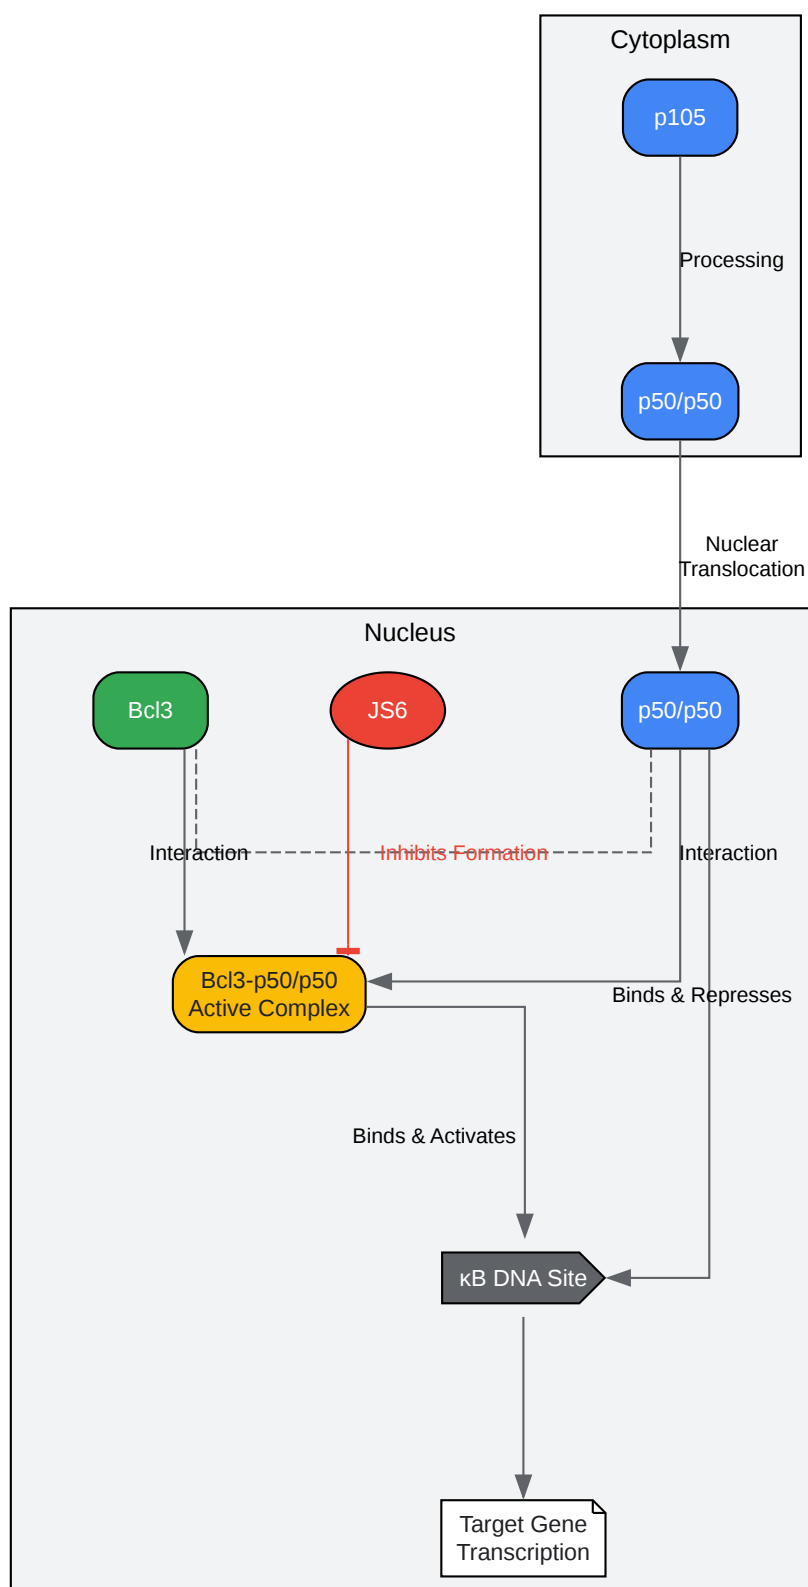 Cytoplasm
p105
Processing
p50/p50
Nuclear
Translocation
Nucleus
Bcl3
JS6
p50/p50
Interaction
Inhibits Formation
Interaction
Bcl3-p50/p50
Active Complex
Binds & Represses
Binds & Activates
κB DNA Site
Target Gene
Transcription